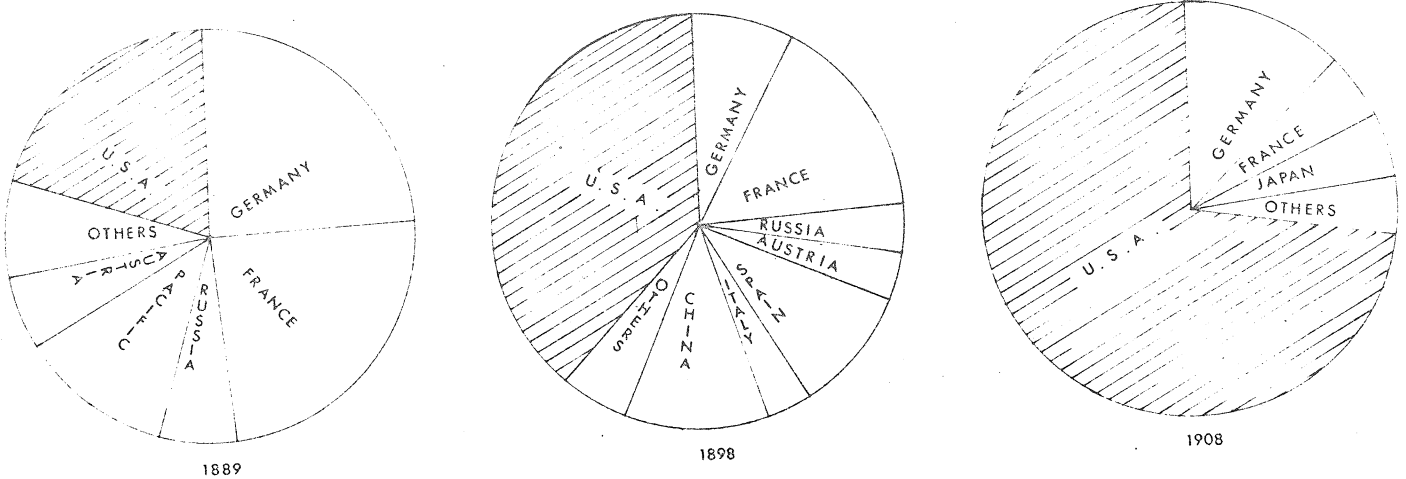 U.S.A
GERMANY
OTHERS
AUSTRIA
PACIFIC
RUSSIA
FRANCE
1889
U.S.A.
GERMANY
FRANCE
RUSSIA
AUSTRIA
SPAIN
ITALY
CHINA
OTHERS
1898
GERMANY
FRANCE
JAPAN
OTHERS
U.S.A.
1908